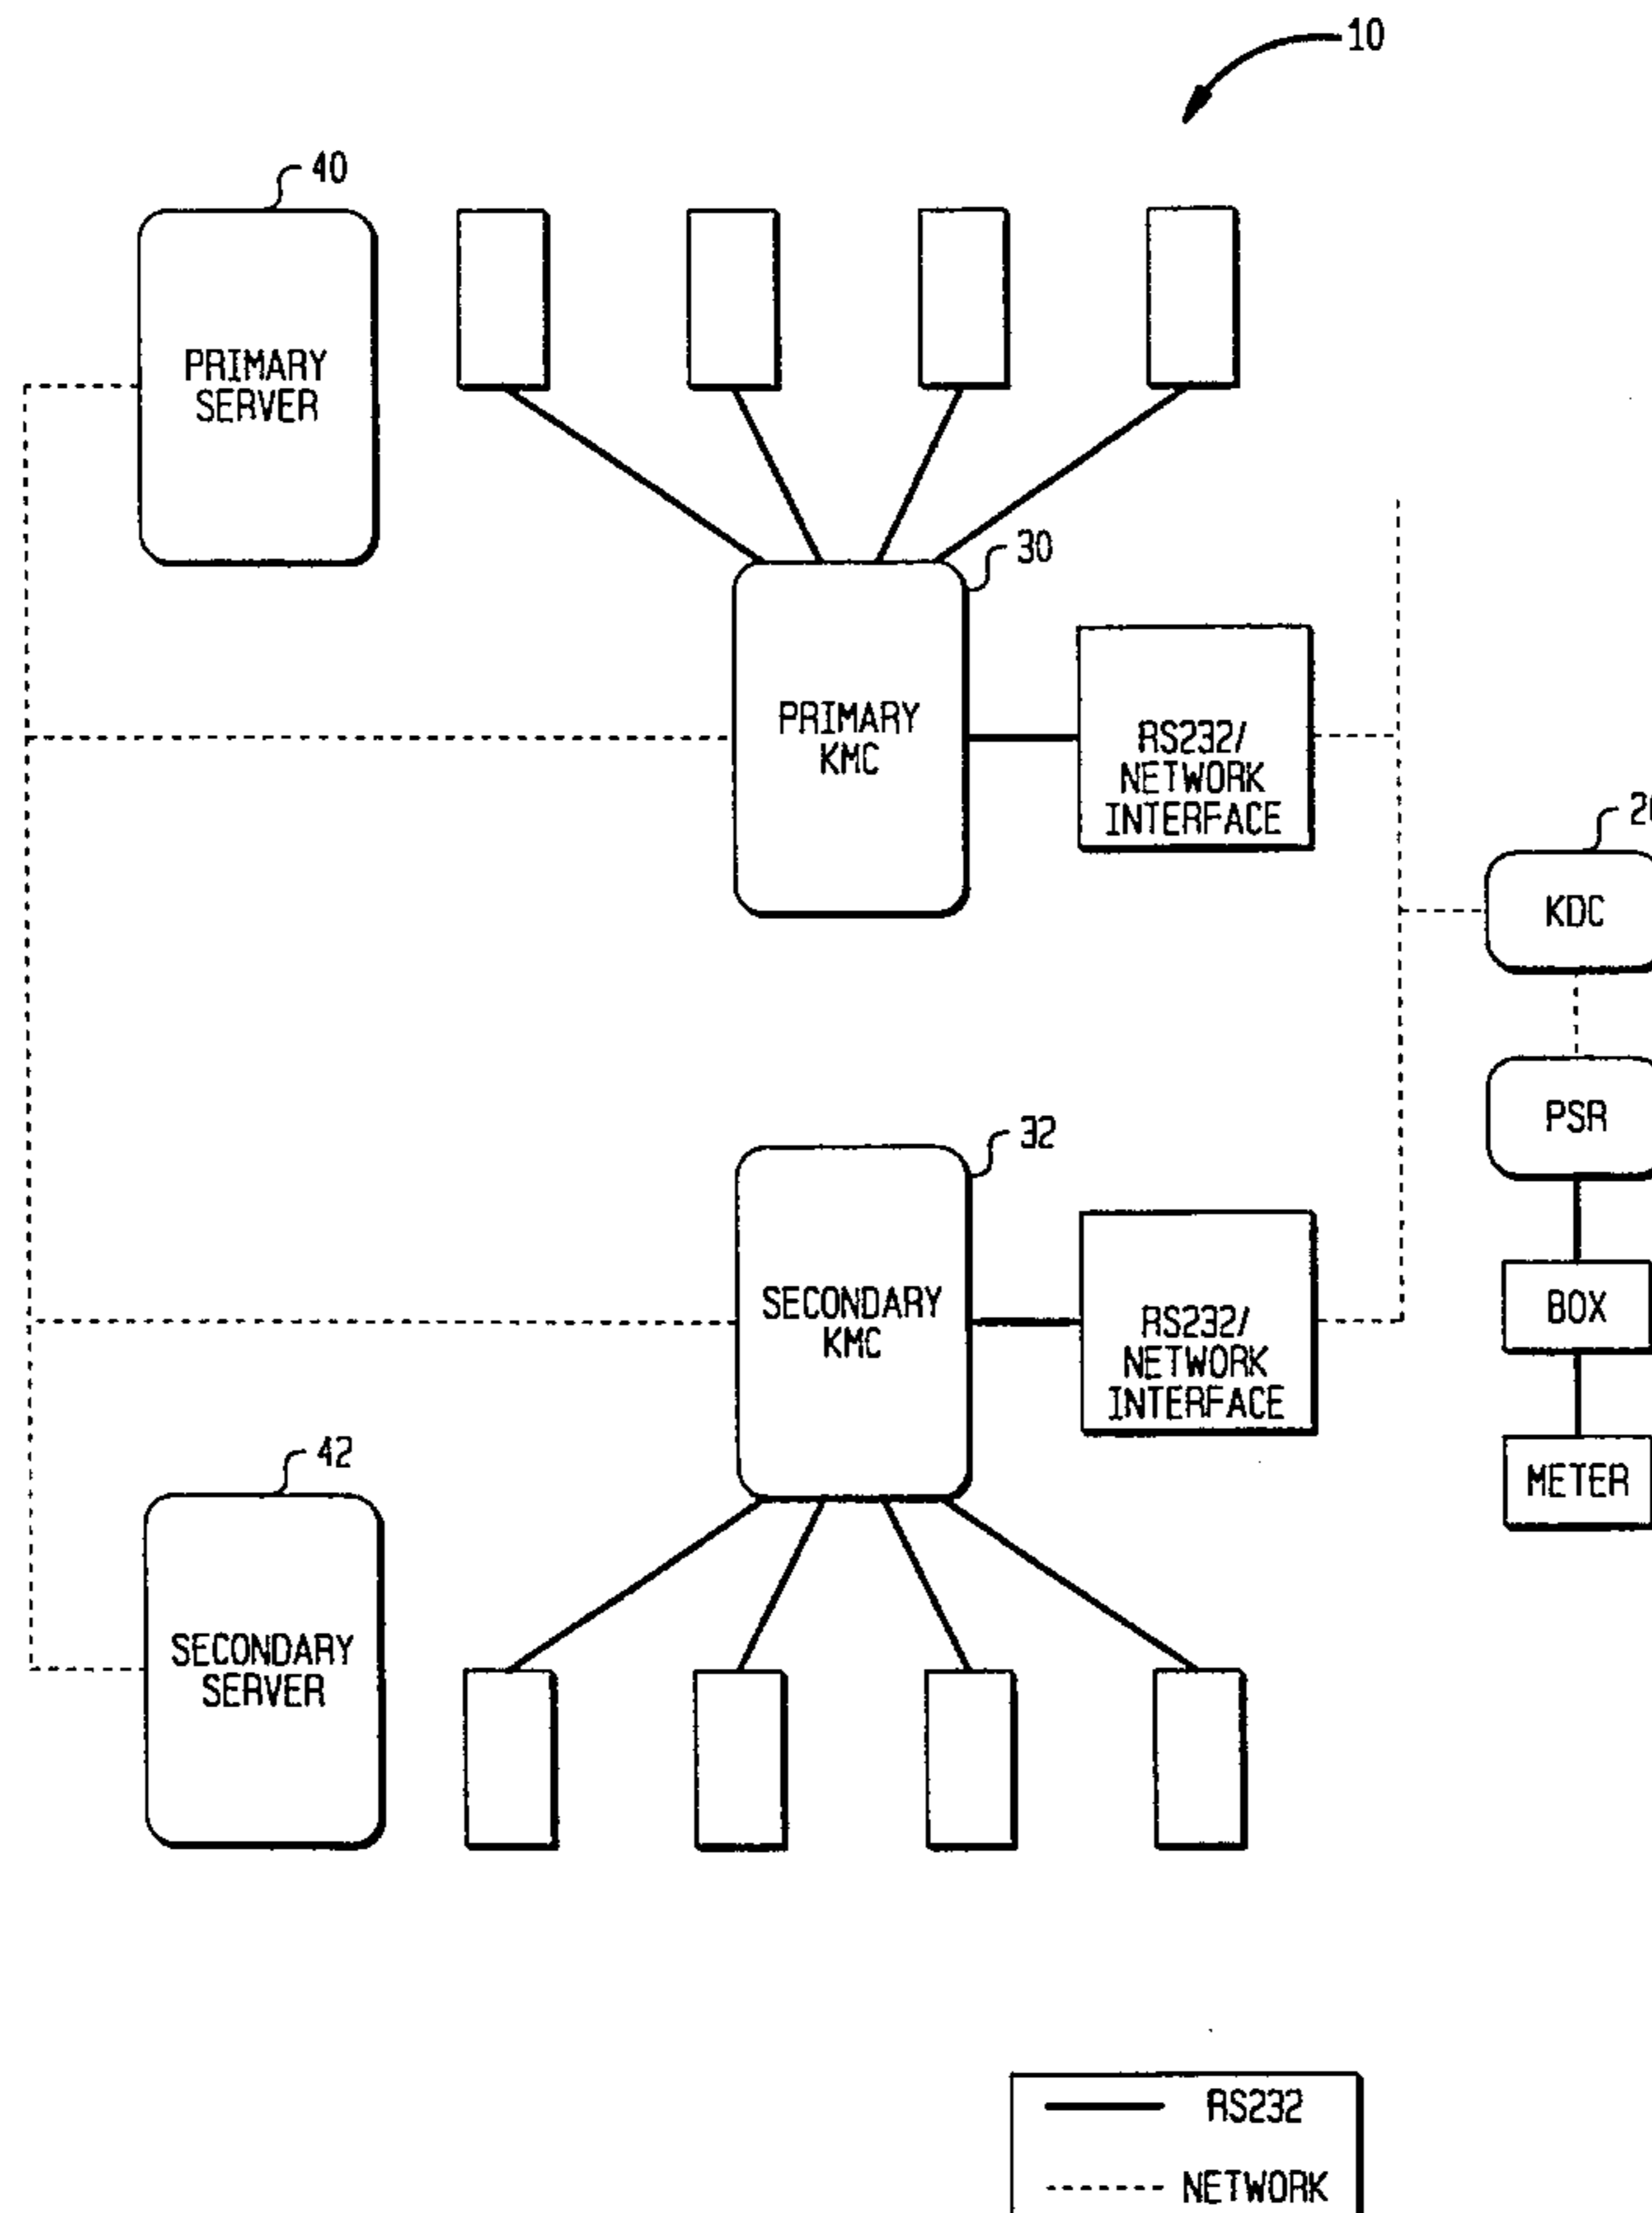 10
40
PRIMARY
SERVER
30
PRIMARY
KMC
RS232/
NETWORK
INTERFACE
KDC
PSR
32
SECONDARY
KMC
RS232/
NETWORK
INTERFACE
BOX
METER
42
SECONDARY
SERVER
RS232
NETWORK